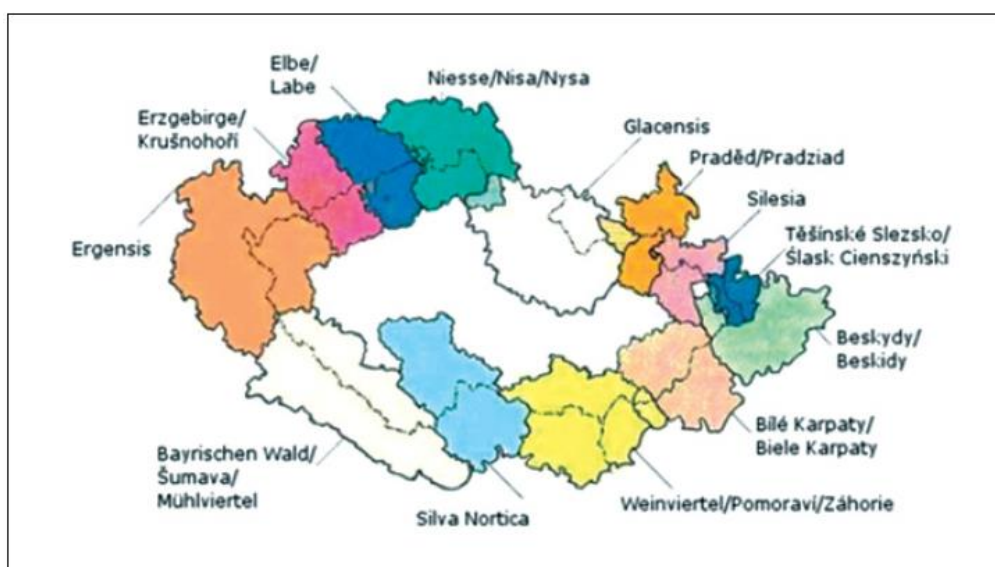 Elbe/
Labe
Niesse/Nisa/Nysa
Erzgebirge/
Krušnohoří
Glacensis
Praděd/Pradziad
Silesia
Ergensis
Těšínské Slezsko/
Šlask Cienszyński
Beskydy/
Beskidy
Bílé Karpaty/
Biele Karpaty
Bayrischen Wald/
Šumava/
Mühlviertel
Silva Nortica
Weinviertel/Pomoraví/Záhorie